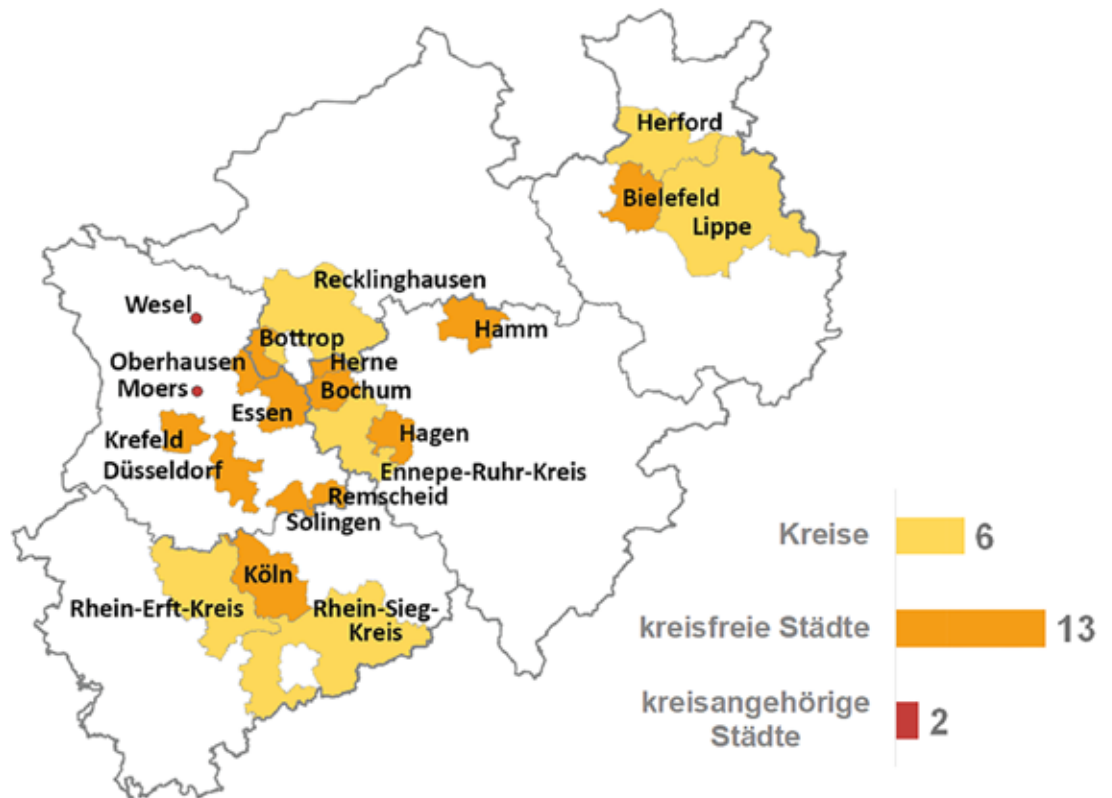 Herford
Bielefeld
Lippe
Recklinghausen
Wesel
Hamm
Bottrop
Oberhausen
Herne
Moers
Bochum
Essen
Krefeld
Hagen
Düsseldorf
Ennepe-Ruhr-Kreis
Remscheid
Solingen
Köln
Rhein-Erft-Kreis
Rhein-Sieg-
Kreis
Kreise 6
kreisfreie Städte 13
kreisangehörige
Städte 2